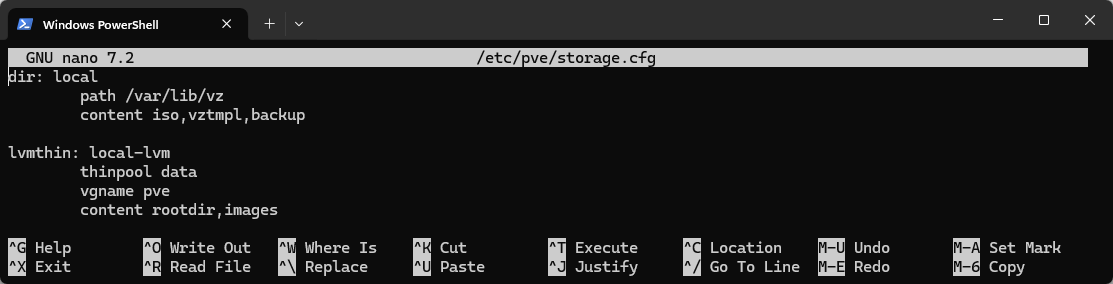 Windows PowerShell
GNU nano 7.2 /etc/pve/storage.cfg
dir: local
path /var/lib/vz
content iso,vztmpl,backup
lvmthin: local-lvm
thinpool data
vgname pve
content rootdir,images
^G Help ^O Write Out ^W Where Is ^K Cut ^T Execute ^C Location M-U Undo M-A Set Mark
^X Exit ^R Read File ^\ Replace ^U Paste ^J Justify ^/ Go To Line M-E Redo M-6 Copy